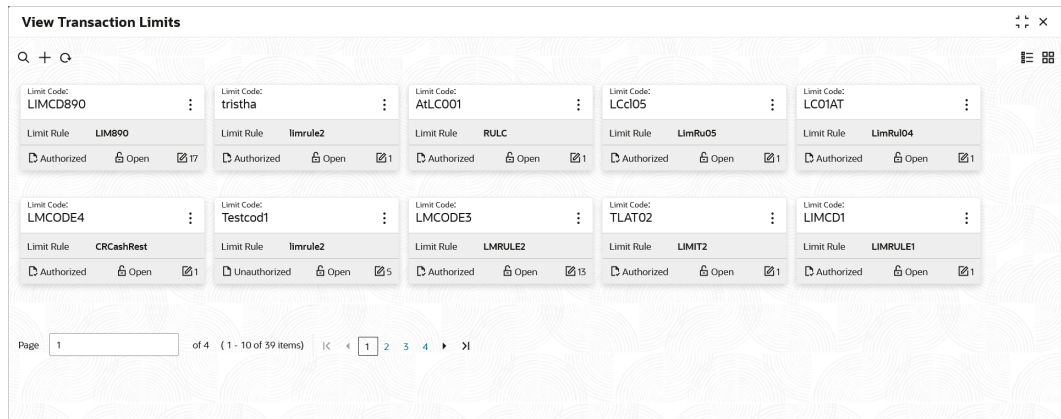 View Transaction Limits
Limit Code:
LIMCD890
Limit Rule LIM890
Authorized Open 17
Limit Code:
tristha
Limit Rule limrule2
Authorized Open 1
Limit Code:
AtLC001
Limit Rule RULC
Authorized Open 1
Limit Code:
LCcl05
Limit Rule LimRu05
Authorized Open 1
Limit Code:
LC01AT
Limit Rule LimRul04
Authorized Open 1
Limit Code:
LMCODE4
Limit Rule CRCashRest
Authorized Open 1
Limit Code:
Testcod1
Limit Rule limrule2
Unauthorized Open 5
Limit Code:
LMCODE3
Limit Rule LMRULE2
Authorized Open 13
Limit Code:
TLAT02
Limit Rule LIMIT2
Authorized Open 1
Limit Code:
LIMCD1
Limit Rule LIMRULE1
Authorized Open 1
Page 1 of 4 ( 1 - 10 of 39 items) 1 2 3 4